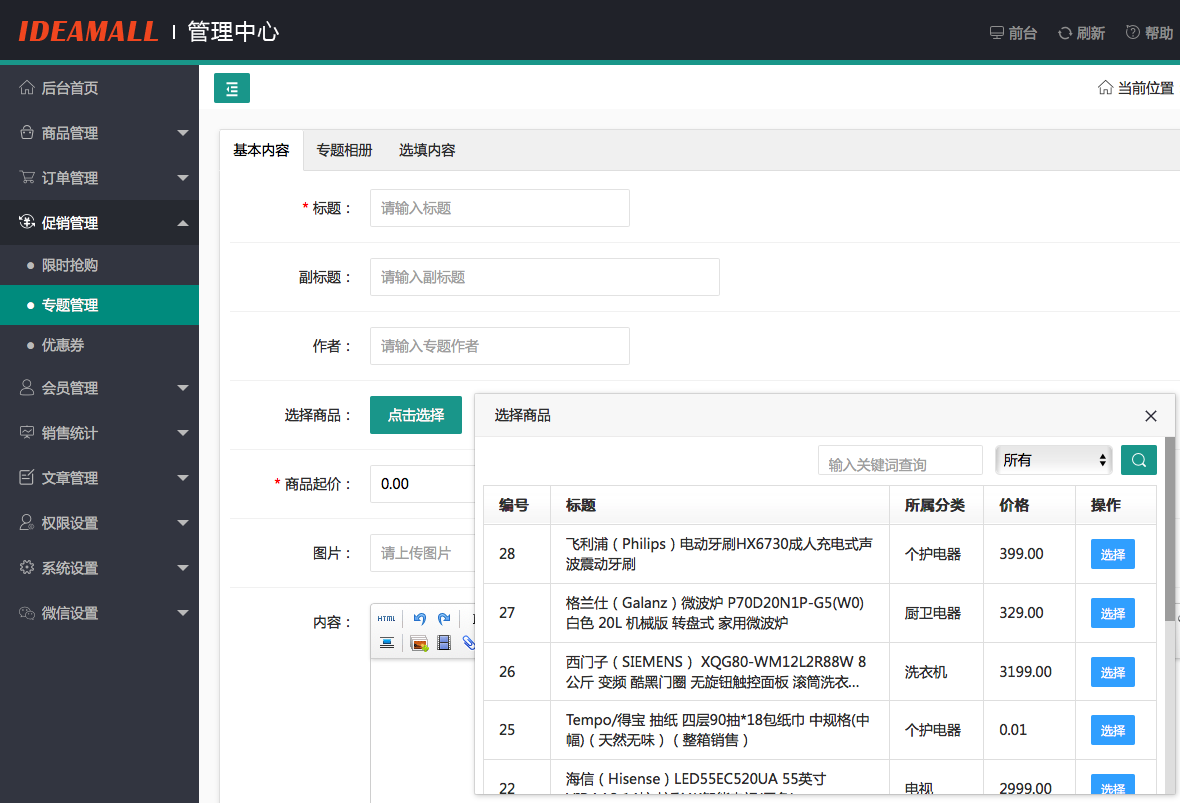 IDEAMALL | 管理中心
前台 刷新 帮助
后台首页
商品管理
订单管理
促销管理
限时抢购
专题管理
优惠券
会员管理
销售统计
文章管理
权限设置
系统设置
微信设置
当前位置
基本内容 专题相册 选填内容
* 标题： 请输入标题
副标题： 请输入副标题
作者： 请输入专题作者
选择商品： 点击选择
* 商品起价： 0.00
图片： 请上传图片
内容： HTML
选择商品
输入关键词查询 所有
编号 标题 所属分类 价格 操作
28 飞利浦（Philips）电动牙刷HX6730成人充电式声 个护电器 399.00 选择
波震动牙刷
27 格兰仕（Galanz）微波炉 P70D20N1P-G5(W0) 厨卫电器 329.00 选择
白色 20L 机械版 转盘式 家用微波炉
26 西门子（SIEMENS） XQG80-WM12L2R88W 8 洗衣机 3199.00 选择
公斤 变频 酷黑门圈 无旋钮触控面板 滚筒洗衣...
25 Tempo/得宝 抽纸 四层90抽*18包纸巾 中规格(中 个护电器 0.01 选择
幅)（天然无味）（整箱销售）
22 海信（Hisense）LED55EC520UA 55英寸 电视 2999.00 选择